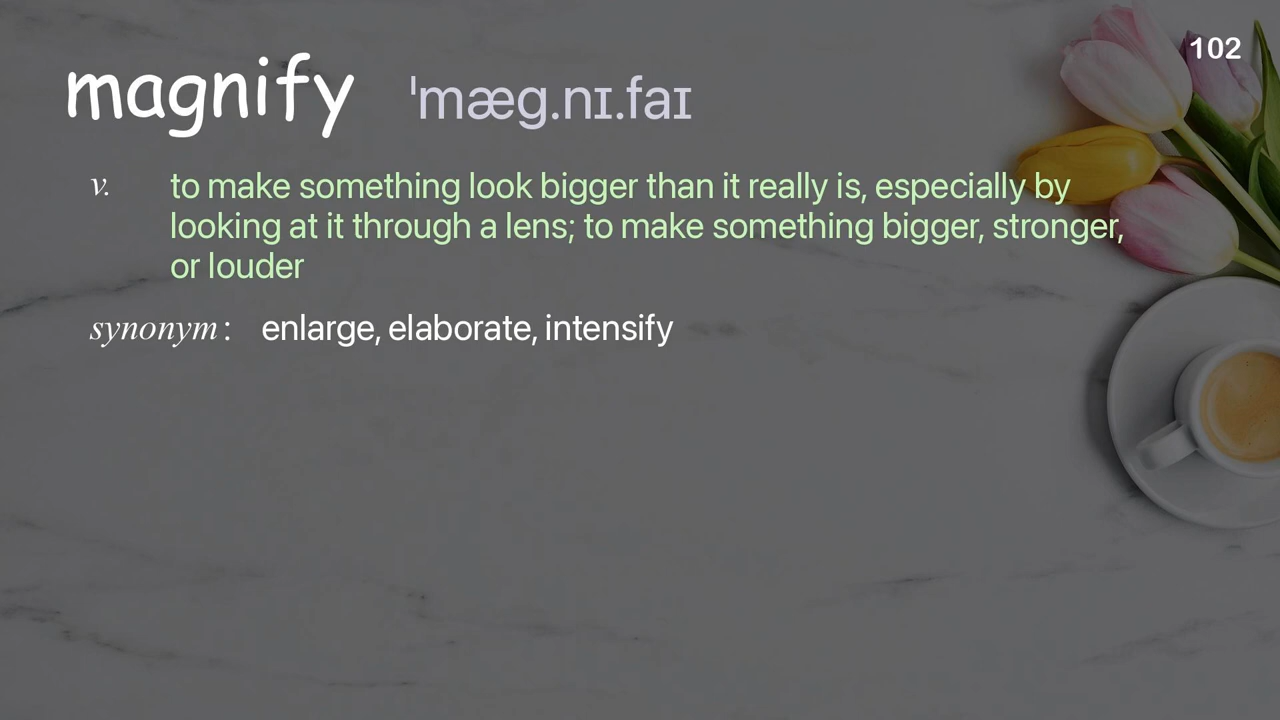 102
magnify ˈmæg.nɪ.faɪ
v. to make something look bigger than it really is, especially by
looking at it through a lens; to make something bigger, stronger,
or louder
synonym: enlarge, elaborate, intensify